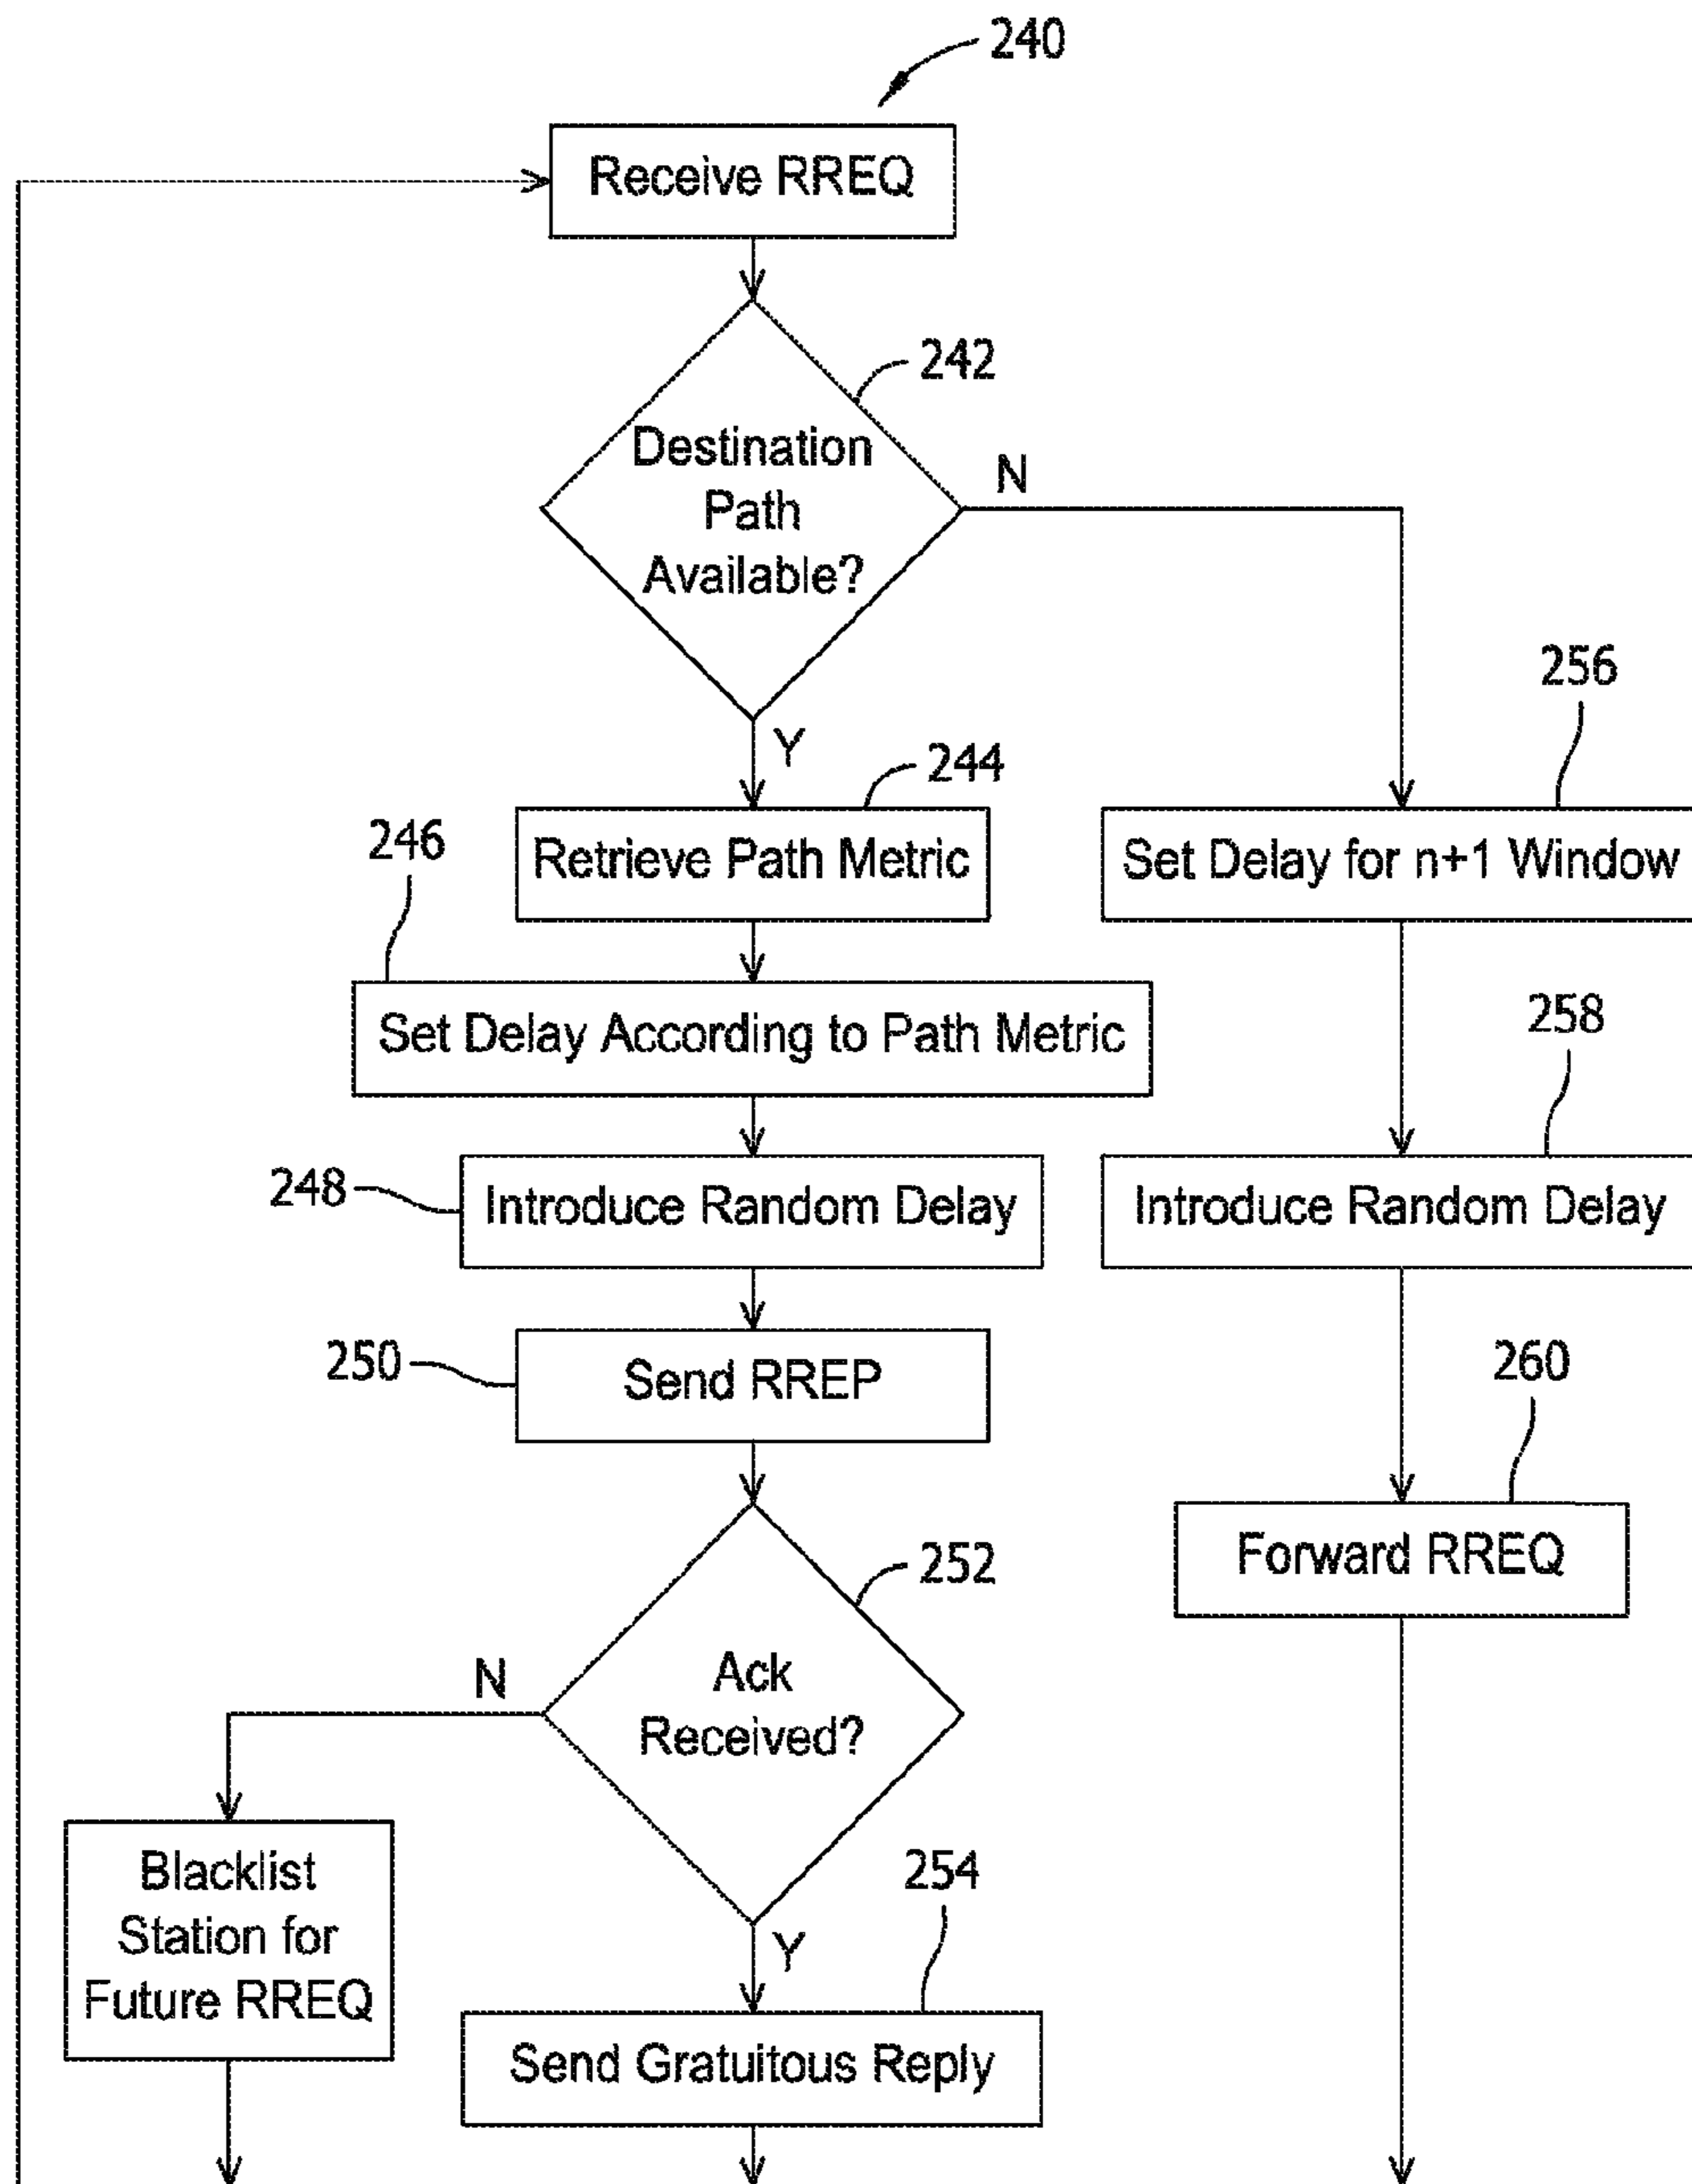 240
Receive RREQ
242
Destination
Path
Available?
N
Y
256
244
246
Retrieve Path Metric
Set Delay for n+1 Window
Set Delay According to Path Metric
258
248
Introduce Random Delay
Introduce Random Delay
250
Send RREP
260
Forward RREQ
252
Ack
Received?
N
Y
Blacklist
Station for
Future RREQ
254
Send Gratuitous Reply